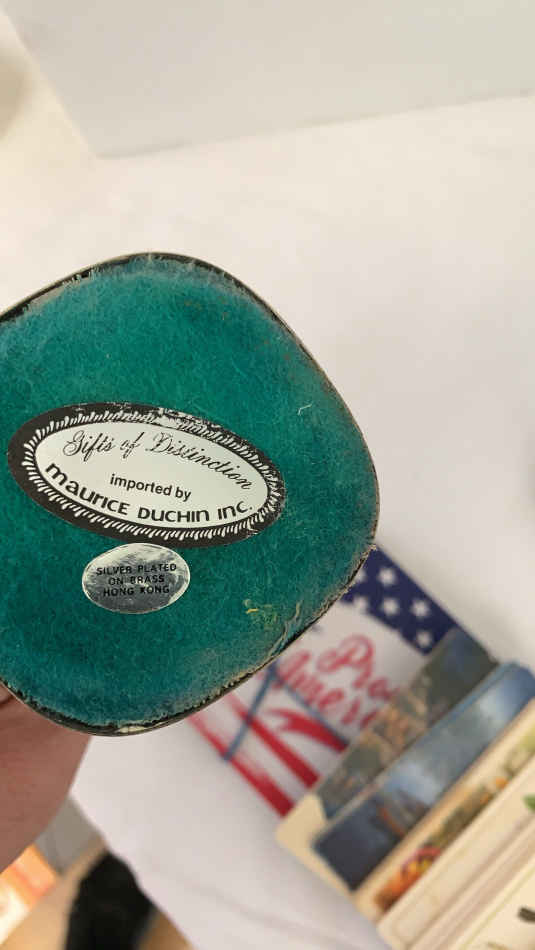 Gifts of Distinction
imported by
MAURICE DUCHIN INC.
SILVER PLATED
ON BRASS
HONG KONG